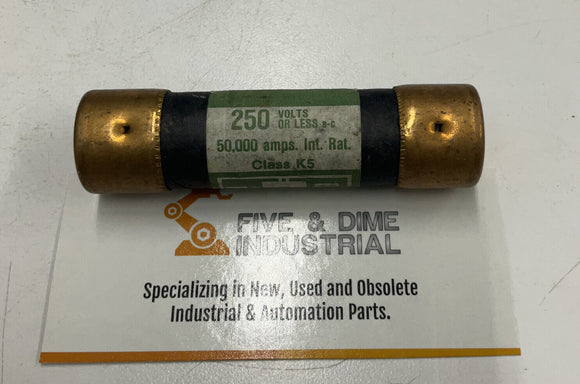 250 VOLTS OR LESS B-C
50,000 amps. Int. Rat.
Class K5
FIVE & DIME
INDUSTRIAL
Specializing in New, Used and Obsolete
Industrial & Automation Parts.